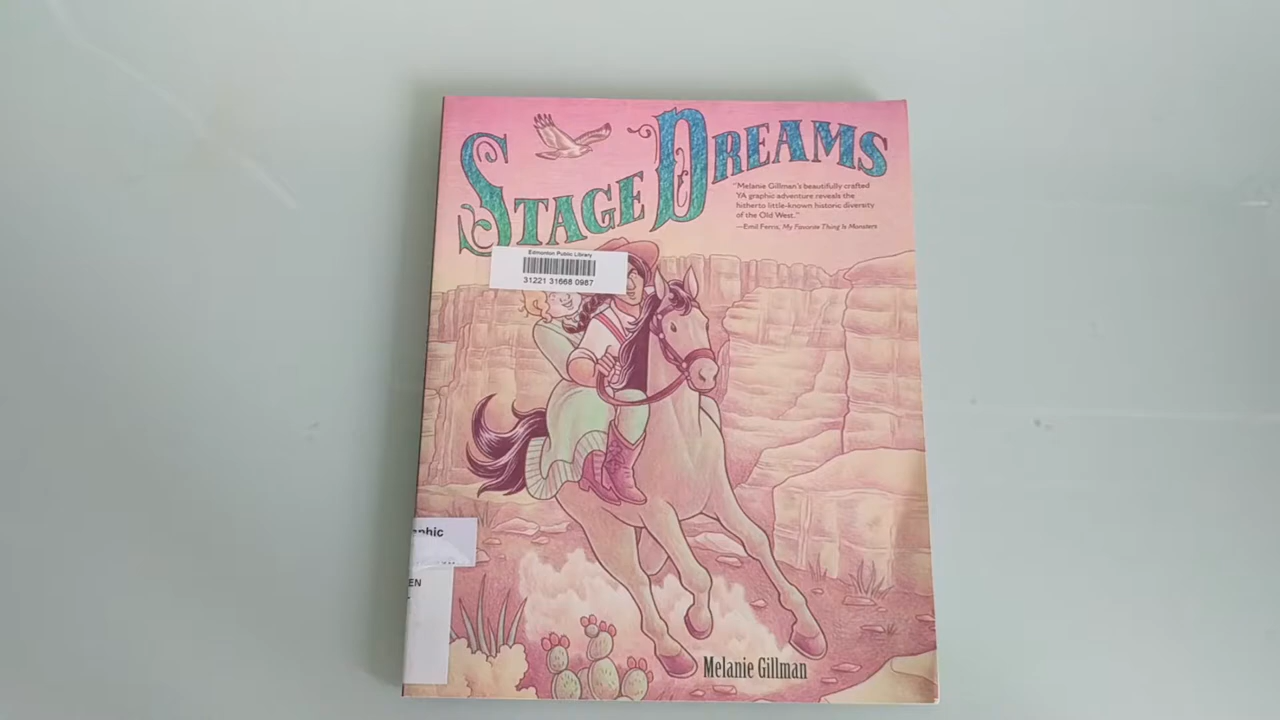 STAGE DREAMS
"Melanie Gillman's beautifully crafted
YA graphic adventure reveals the
hitherto little-known historic diversity
of the Old West."
—Emil Ferris, My Favorite Thing Is Monsters
Edmonton Public Library
31221 31668 0987
phic
EN
Melanie Gillman